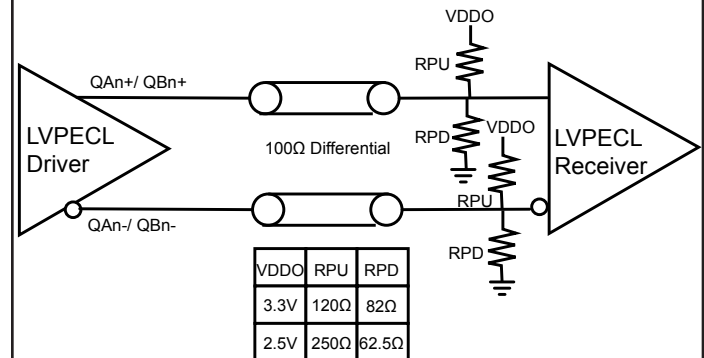 VDDO
RPU
QAn+/ QBn+
LVPECL
Driver
100Ω Differential
RPD
VDDO
LVPECL
Receiver
RPU
QAn-/ QBn-
RPD
VDDO RPU RPD
3.3V 120Ω 82Ω
2.5V 250Ω 62.5Ω